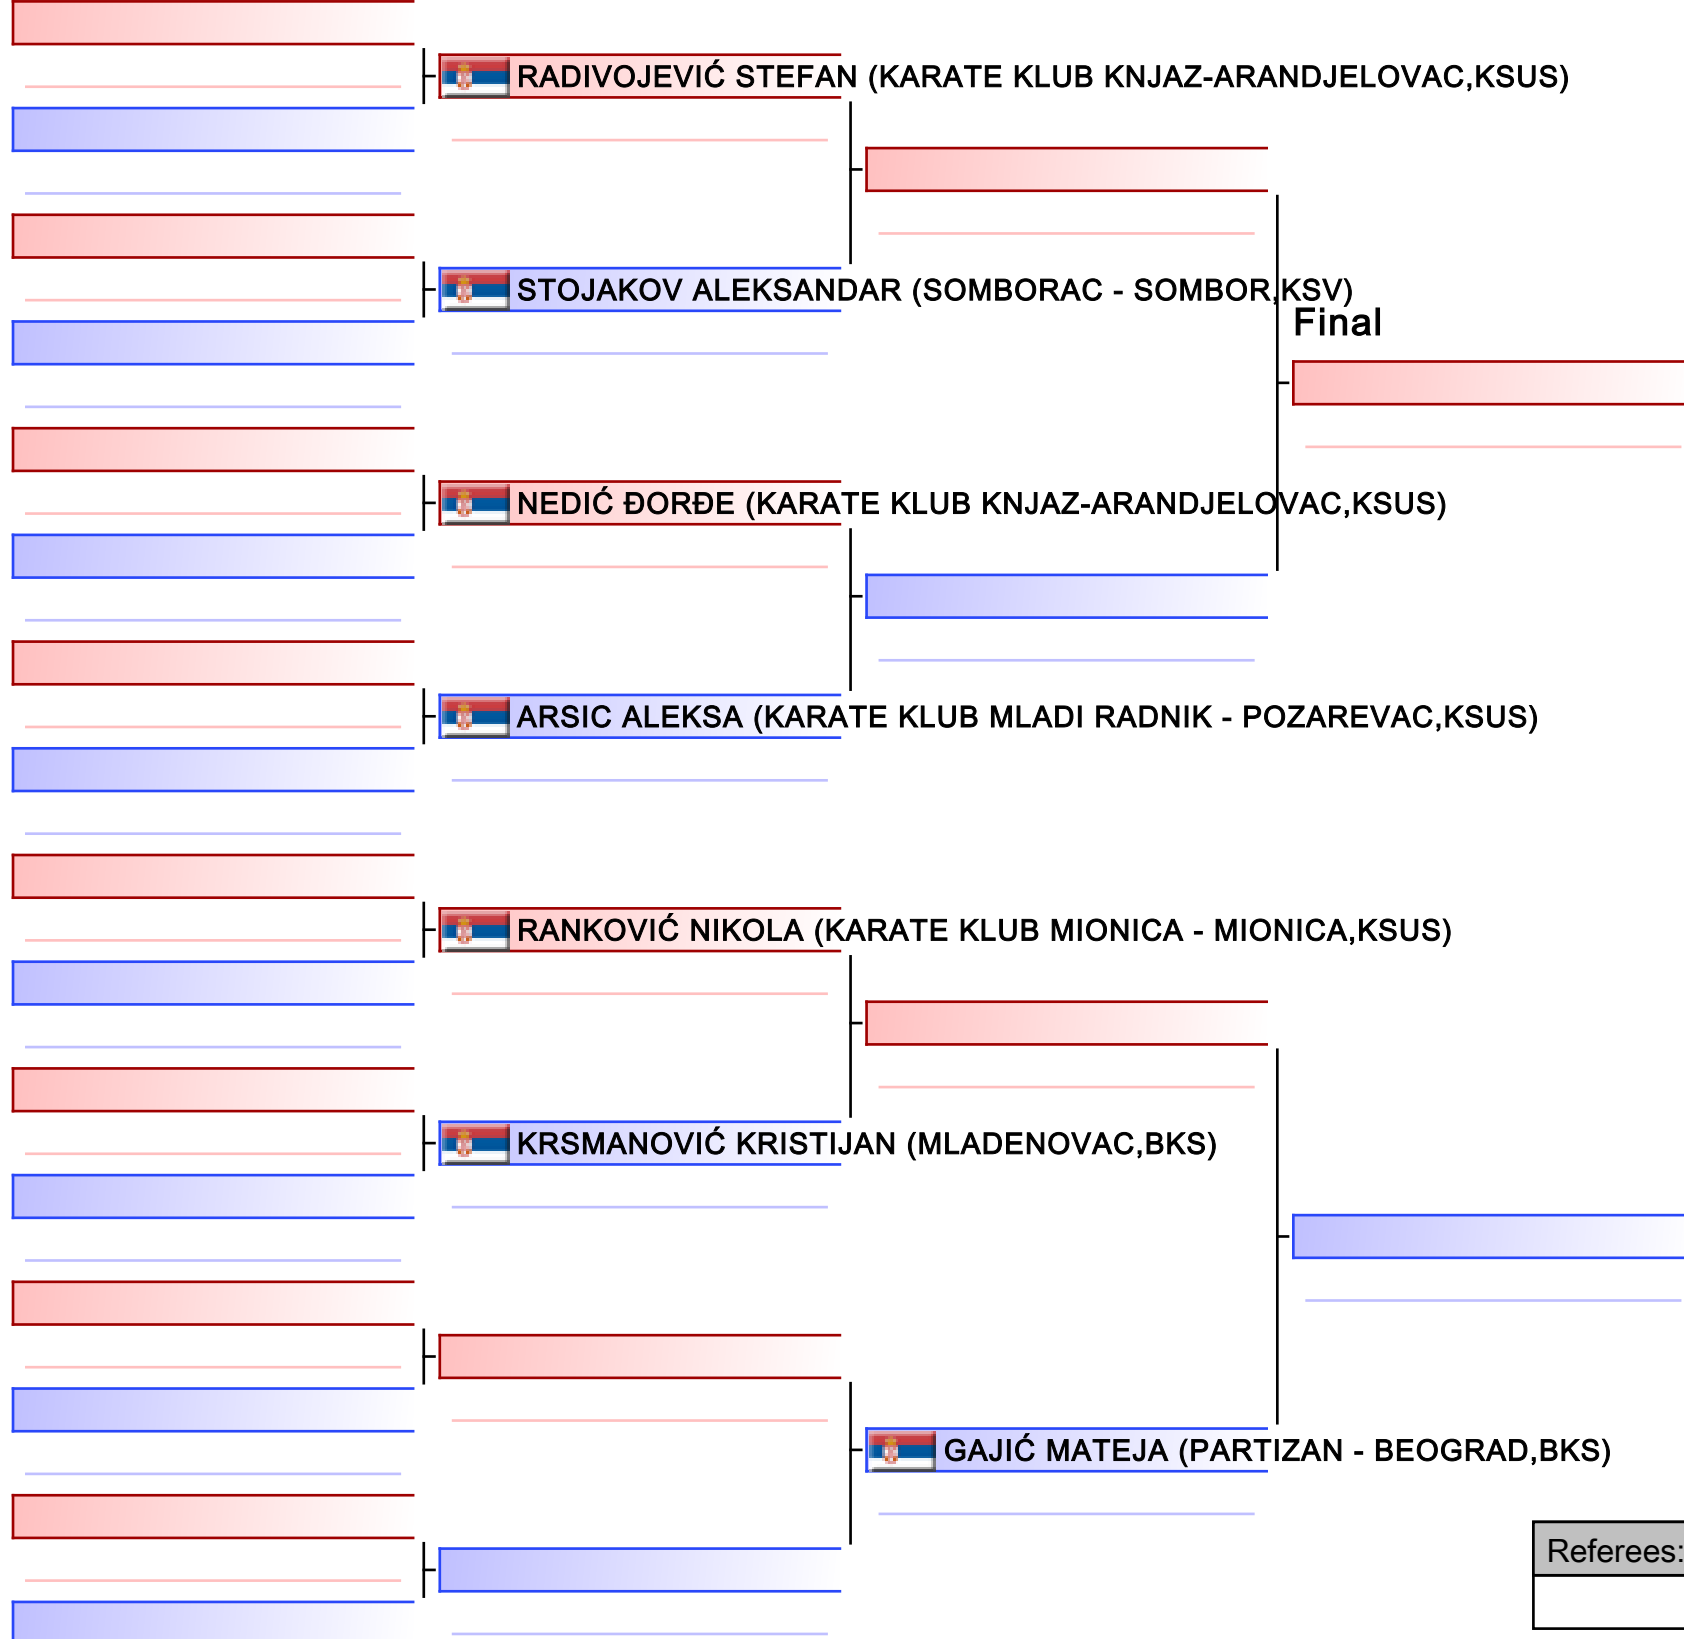 RADIVOJEVIĆ STEFAN (KARATE KLUB KNJAZ-ARANDJELOVAC,KSUS)
STOJAKOV ALEKSANDAR (SOMBORAC - SOMBOR,KSV)
Final
NEDIĆ ĐORĐE (KARATE KLUB KNJAZ-ARANDJELOVAC,KSUS)
ARSIC ALEKSA (KARATE KLUB MLADI RADNIK - POZAREVAC,KSUS)
RANKOVIĆ NIKOLA (KARATE KLUB MIONICA - MIONICA,KSUS)
KRSMANOVIĆ KRISTIJAN (MLADENOVAC,BKS)
GAJIĆ MATEJA (PARTIZAN - BEOGRAD,BKS)
Referees: